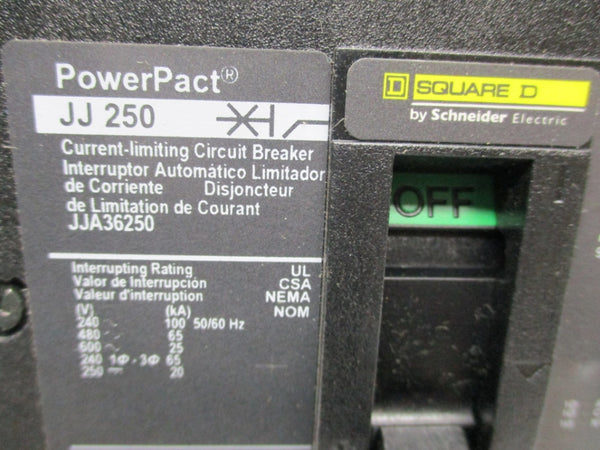 PowerPact®
JJ 250
Current-limiting Circuit Breaker
Interruptor Automático Limitador
de Corriente Disjoncteur
de Limitation de Courant
JJA36250
Interrupting Rating UL
Valor de Interrupción CSA
Valeur d'interruption NEMA
(V) (kA) NOM
240 ~ 100 50/60 Hz
480 ~ 65
600 ~ 25
240 1Φ - 3Φ 65
250 ⎓ 20
SQUARE D
by Schneider Electric
OFF